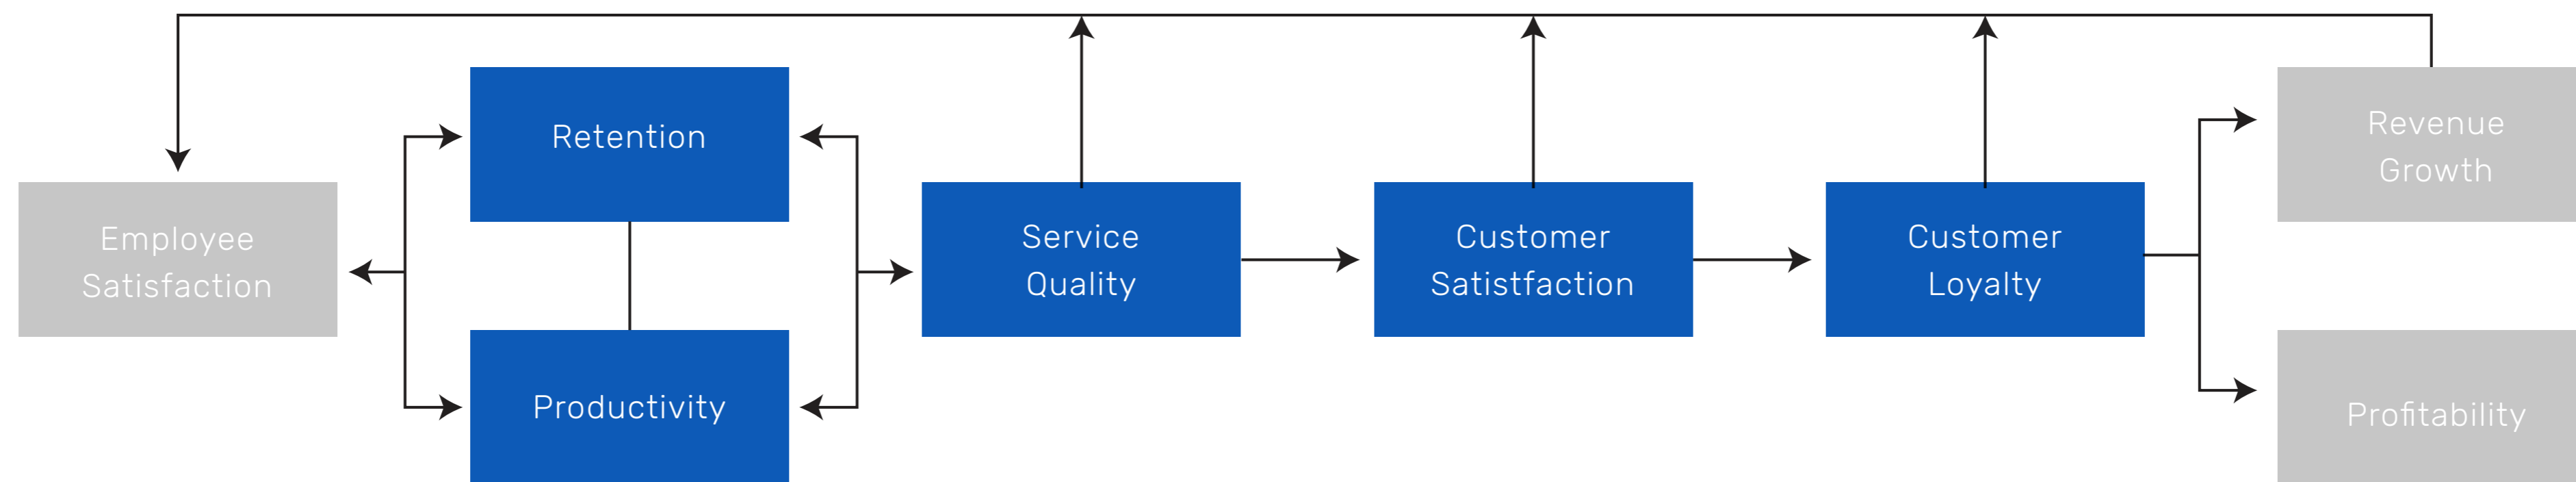 Employee
Satisfaction
Retention
Productivity
Service
Quality
Customer
Satistfaction
Customer
Loyalty
Revenue
Growth
Profitability